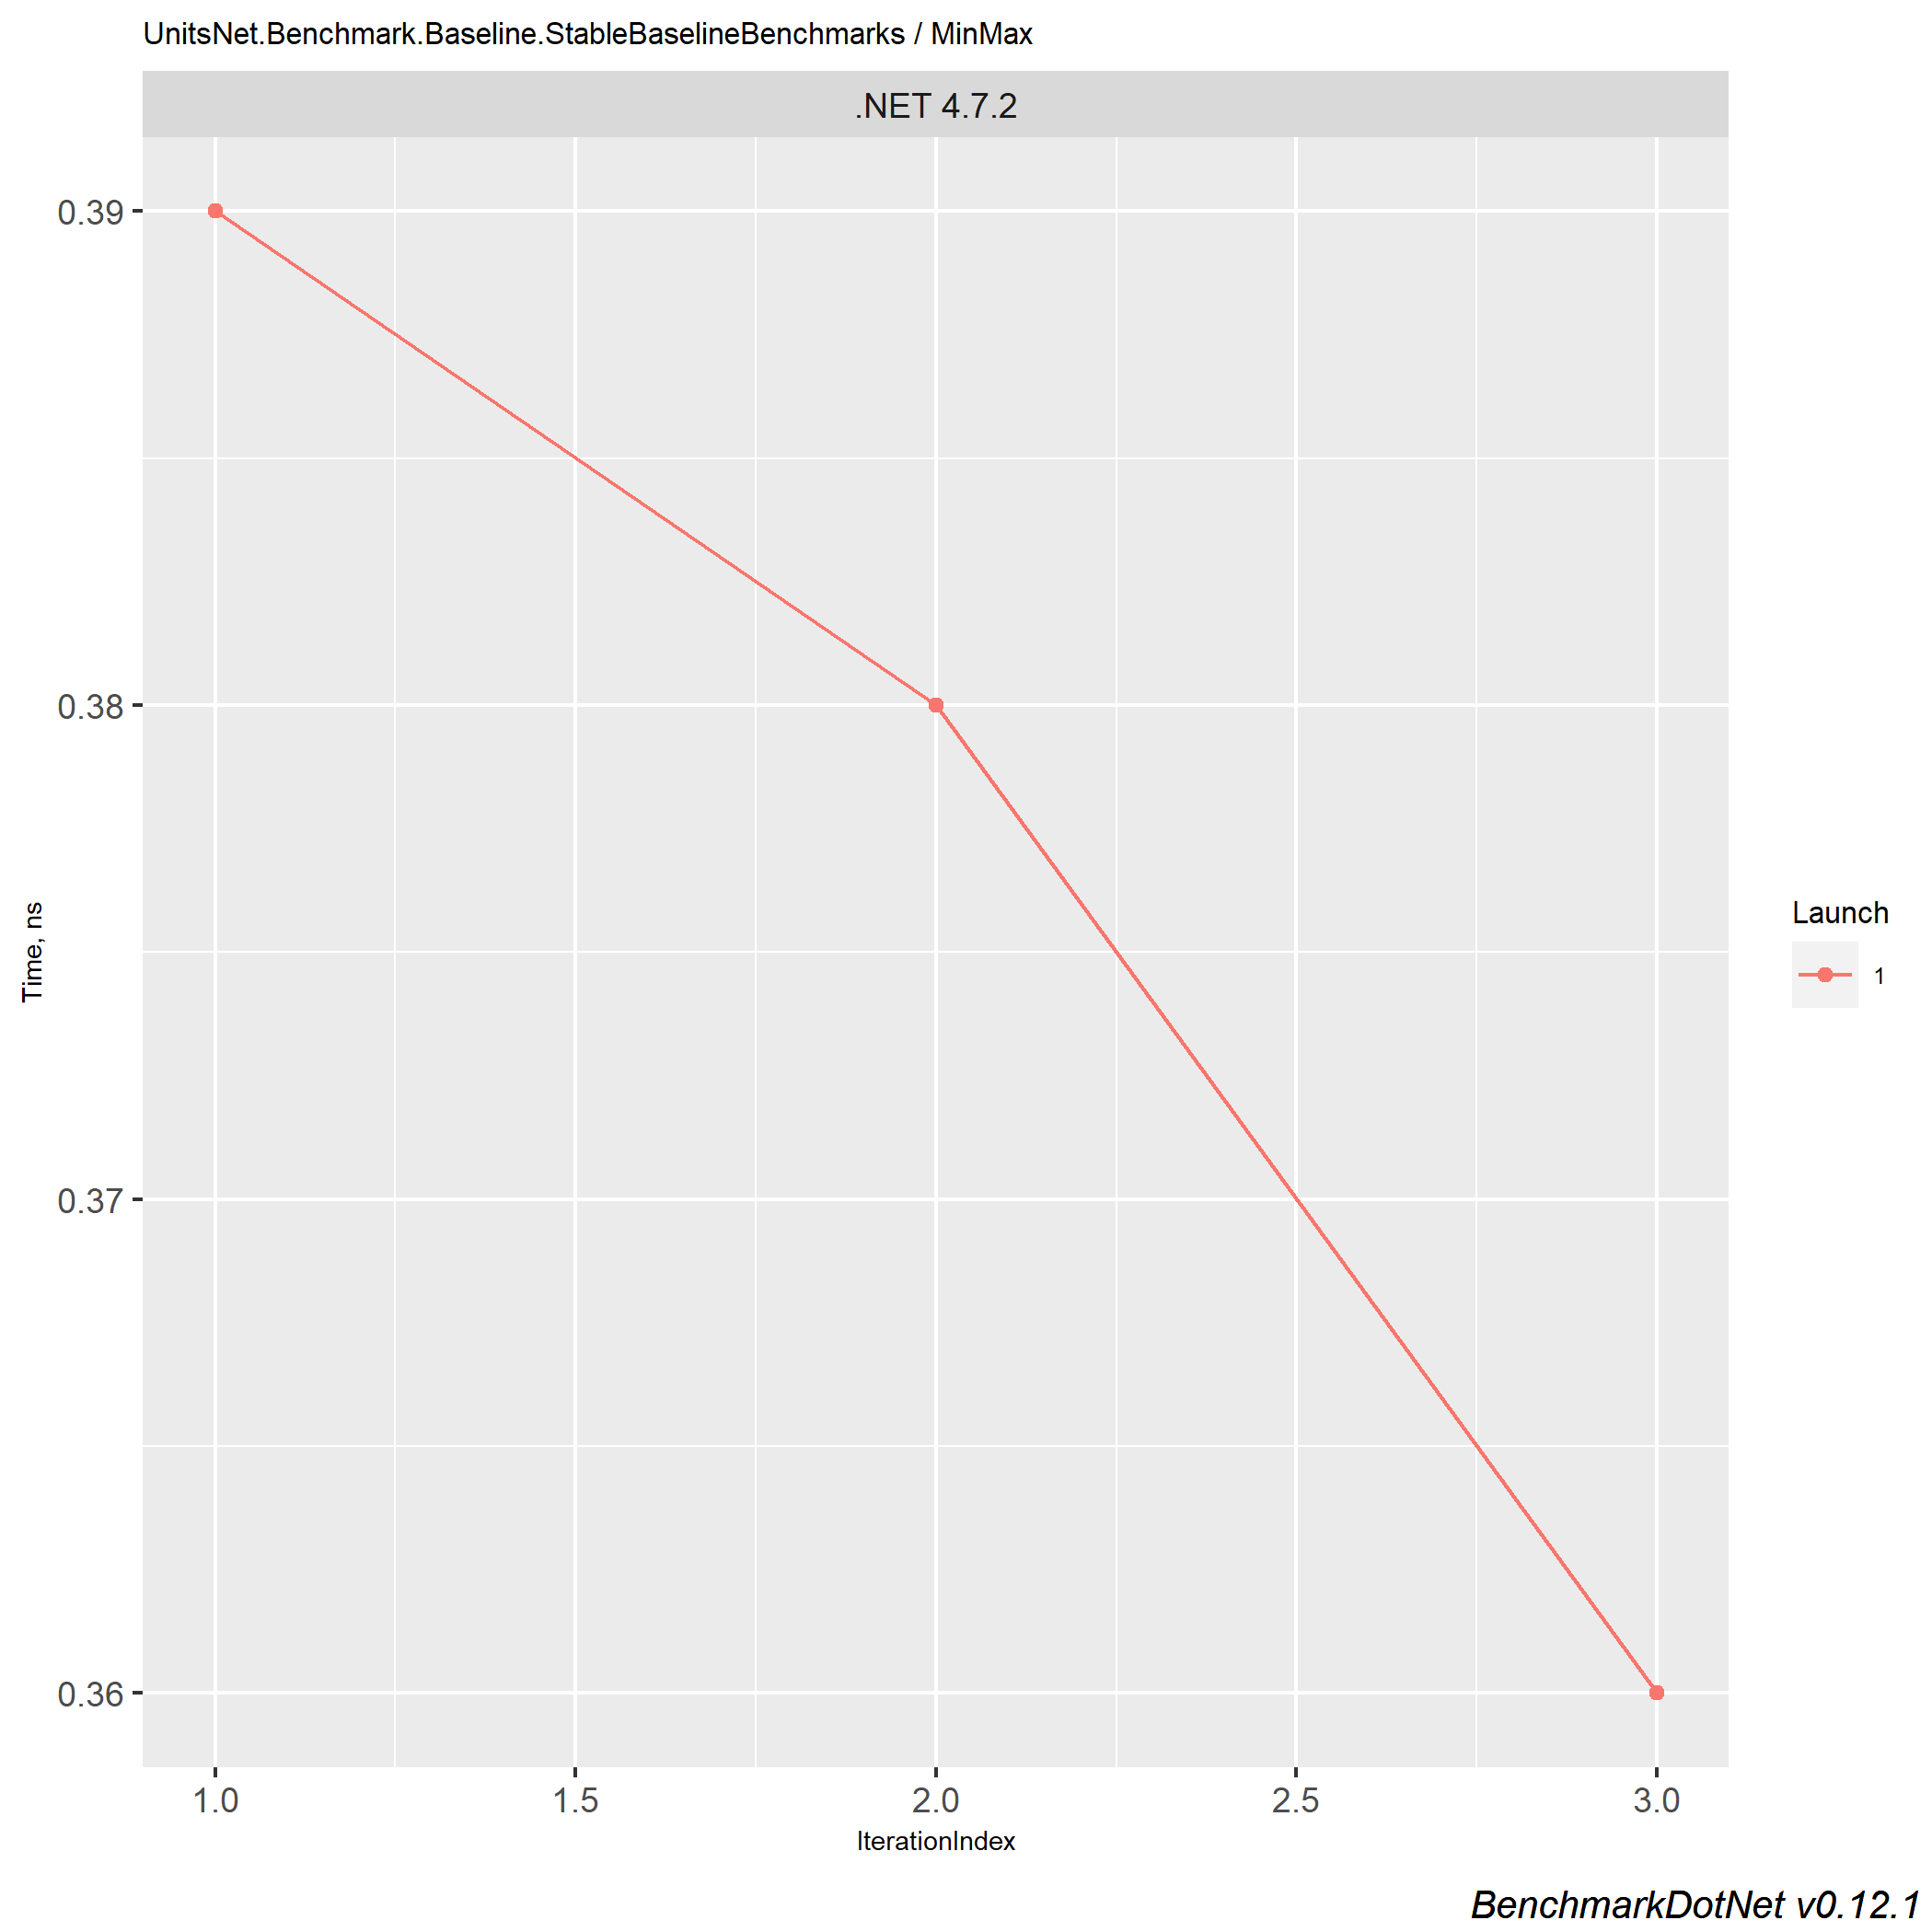 UnitsNet.Benchmark.Baseline.StableBaselineBenchmarks / MinMax
.NET 4.7.2
0.39
0.38
0.37
0.36
Time, ns
1.0 1.5 2.0 2.5 3.0
IterationIndex
Launch
1
BenchmarkDotNet v0.12.1